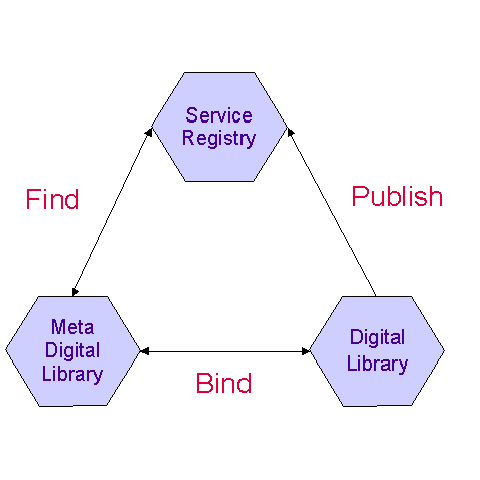 Service
Registry
Find
Publish
Meta
Digital
Library
Digital
Library
Bind